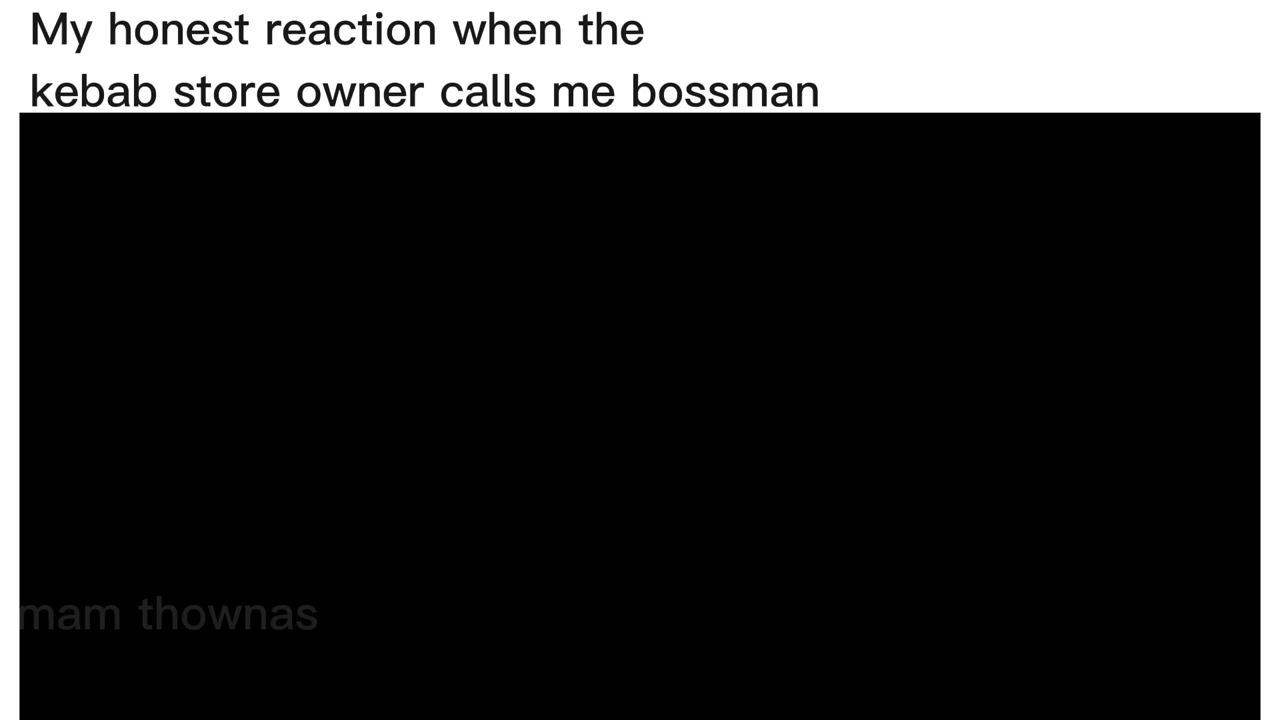 My honest reaction when the
kebab store owner calls me bossman
mam thownas